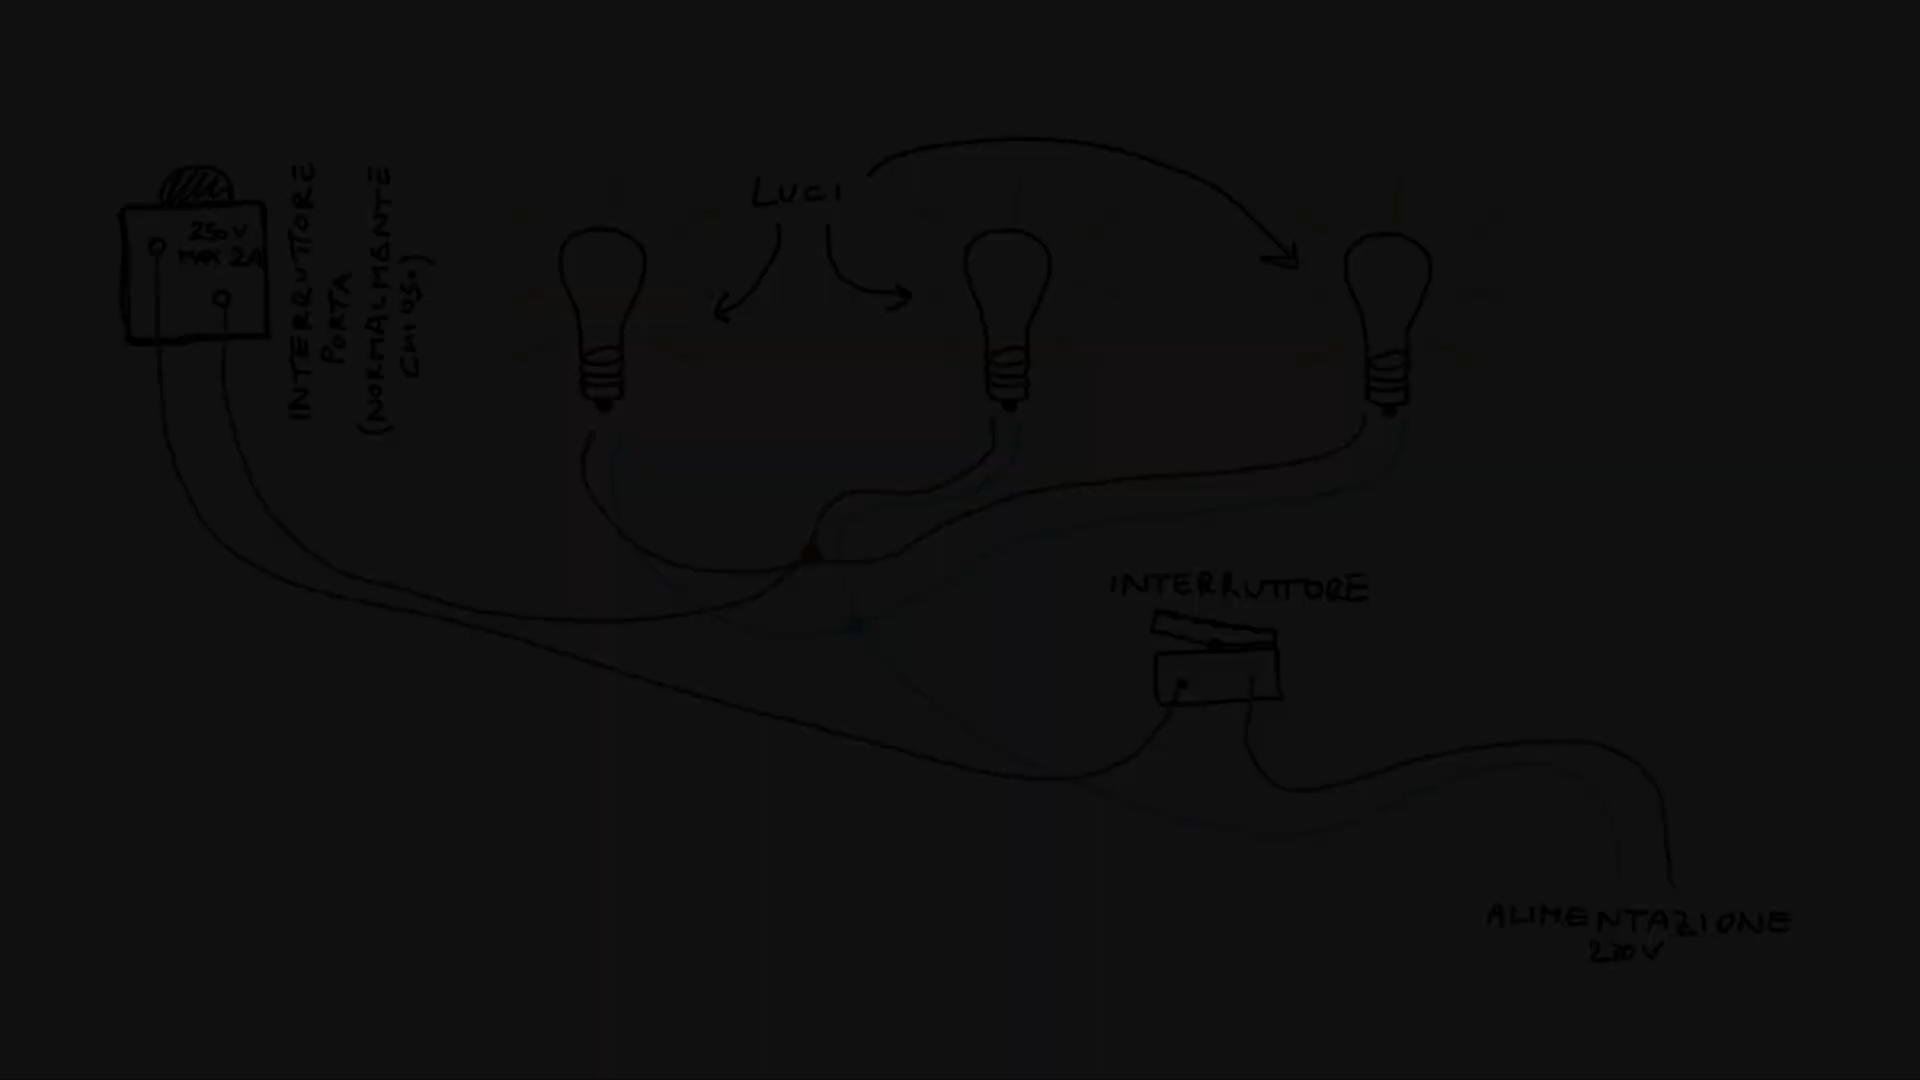 LUCI
250V
MAX 2A
INTERRUTTORE
PORTA
(NORMALMENTE
CHIUSO)
INTERRUTTORE
ALIMENTAZIONE
230V